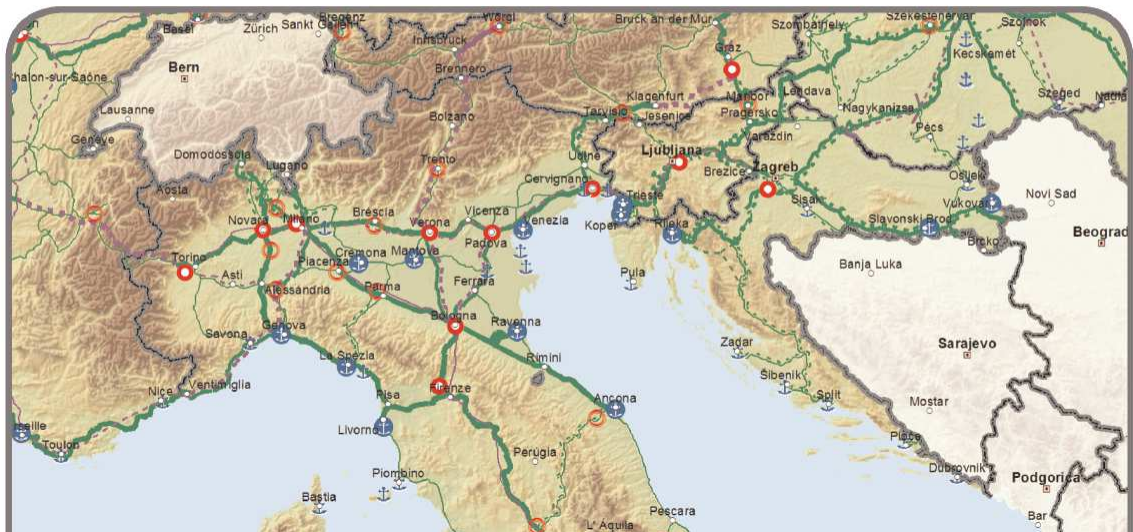 Basel
Zürich
Sankt Gallen
Bregenz
Wörgl
Bruck an der Mur
Szombathely
Székesfehérvár
Szolnok
Innsbruck
Graz
Kecskemét
Bern
Brennero
Chalon-sur-Saône
Klagenfurt
Maribor
Lendava
Nagykanizsa
Szeged
Lausanne
Bolzano
Tarvisio
Jesenice
Pragersko
Varaždin
Pécs
Genève
Domodossola
Lugano
Trento
Udine
Ljubljana
Zagreb
Brezice
Osijek
Aosta
Cervignano
Trieste
Sisak
Vukovar
Novi Sad
Novara
Milano
Brescia
Verona
Vicenza
Venezia
Koper
Rijeka
Slavonski Brod
Beograd
Padova
Brcko
Torino
Cremona
Mantova
Piacenza
Banja Luka
Asti
Alessandria
Parma
Ferrara
Pula
Savona
Genova
Bologna
Ravenna
Zadar
Sarajevo
La Spezia
Rimini
Nice
Ventimiglia
Firenze
Šibenik
Pisa
Ancona
Split
Mostar
Livorno
Toulon
Perugia
Ploče
Piombino
Dubrovnik
Podgorica
Bastia
Pescara
L' Aquila
Bar